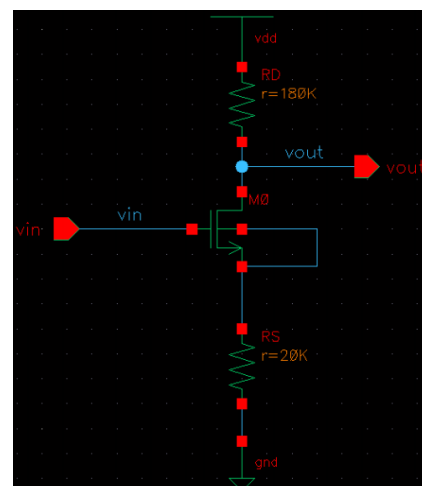 vdd
RD
r=180K
vout
vout
M0
vin
vin
RS
r=20K
gnd